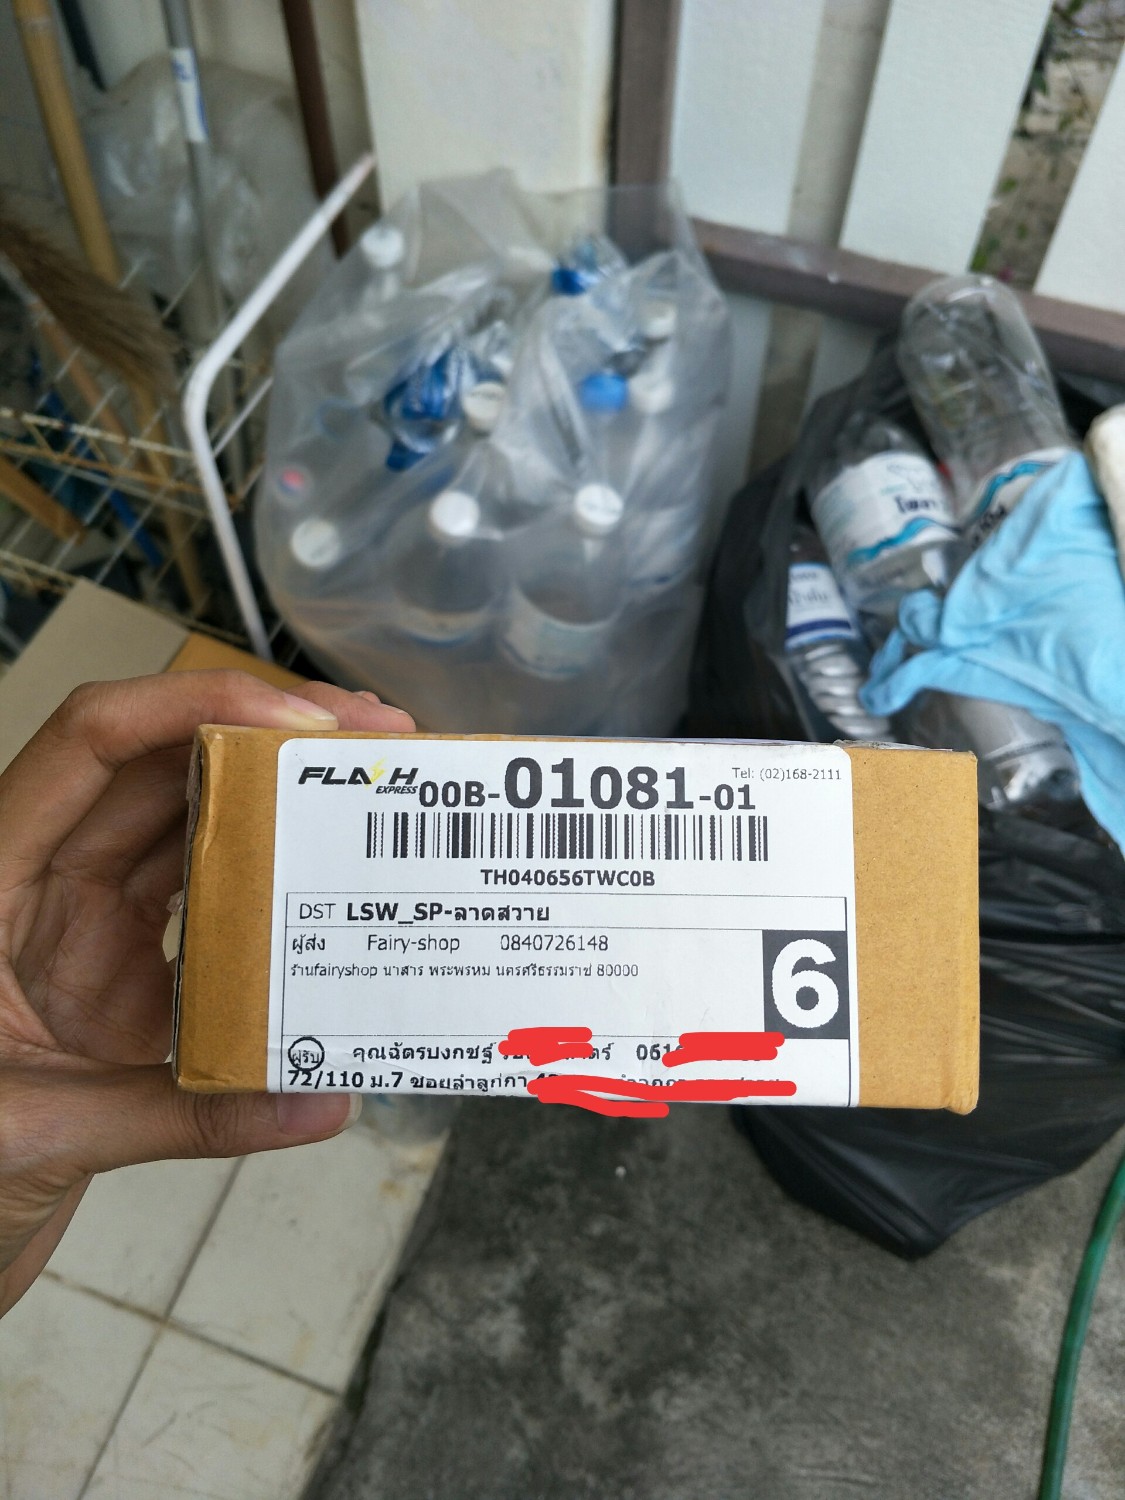 FLASH EXPRESS
00B-01081-01
Tel: (02)168-2111
TH040656TWC0B
DST LSW_SP-ลาดสวาย
ผู้ส่ง Fairy-shop 0840726148
ร้านfairyshop นาสาร พระพรหม นครศรีธรรมราช 80000
6
ผู้รับ คุณฉัตรบงกชฐ์
72/110 ม.7 ซอยลำลูกกา